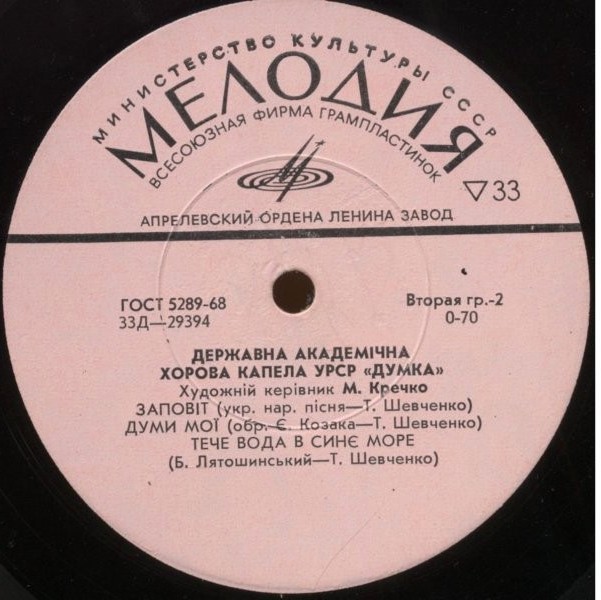 МИНИСТЕРСТВО КУЛЬТУРЫ СССР
МЕЛОДИЯ
ВСЕСОЮЗНАЯ ФИРМА ГРАМПЛАСТИНОК
▽33
АПРЕЛЕВСКИЙ ОРДЕНА ЛЕНИНА ЗАВОД
ГОСТ 5289-68
33Д—29394
Вторая гр.-2
0-70
ДЕРЖАВНА АКАДЕМІЧНА
ХОРОВА КАПЕЛА УРСР «ДУМКА»
Художній керівник М. Кречко
ЗАПОВІТ (укр. нар. пісня—Т. Шевченко)
ДУМИ МОЇ (обр. Є. Козака—Т. Шевченко)
ТЕЧЕ ВОДА В СИНЄ МОРЕ
(Б. Лятошинський—Т. Шевченко)